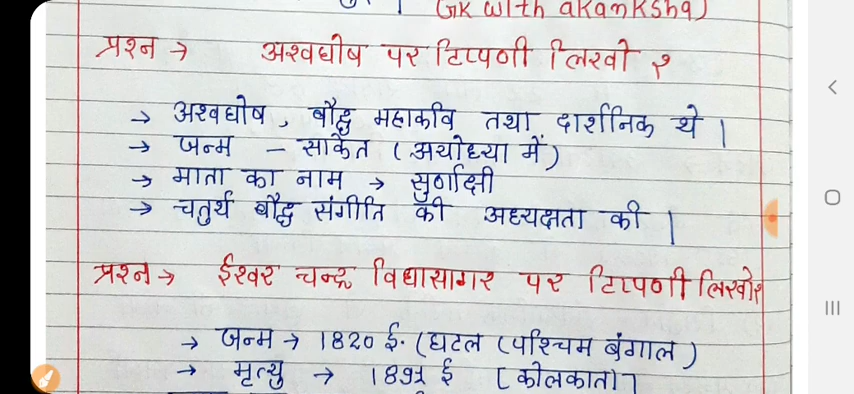 GK with akanksha)
प्रश्न → अश्वघोष पर टिप्पणी लिखो ?
→ अश्वघोष, बौद्ध महाकवि तथा दार्शनिक थे |
→ जन्म – साकेत (अयोध्या में)
→ माता का नाम → सुर्णाक्षी
→ चतुर्थ बौद्ध संगीति की अध्यक्षता की |
प्रश्न → ईश्वर चन्द्र विद्यासागर पर टिप्पणी लिखो?
→ जन्म → 1820 ई. (घटल (पश्चिम बंगाल)
→ मृत्यु → ई (कोलकाता)